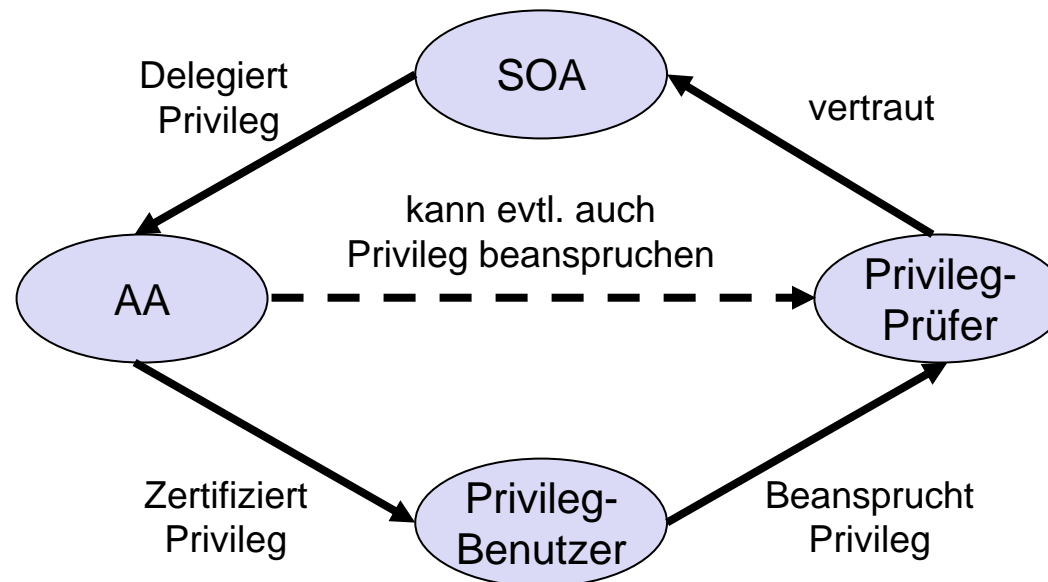 SOA
Delegiert
Privileg
vertraut
kann evtl. auch
Privileg beanspruchen
AA
Privileg-
Prüfer
Zertifiziert
Privileg
Privileg-
Benutzer
Beansprucht
Privileg